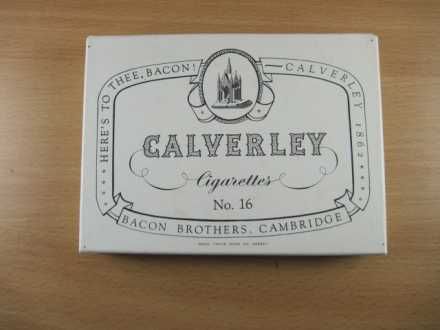 HERE'S TO THEE, BACON! — CALVERLEY 1862
CALVERLEY
Cigarettes
No. 16
BACON BROTHERS, CAMBRIDGE